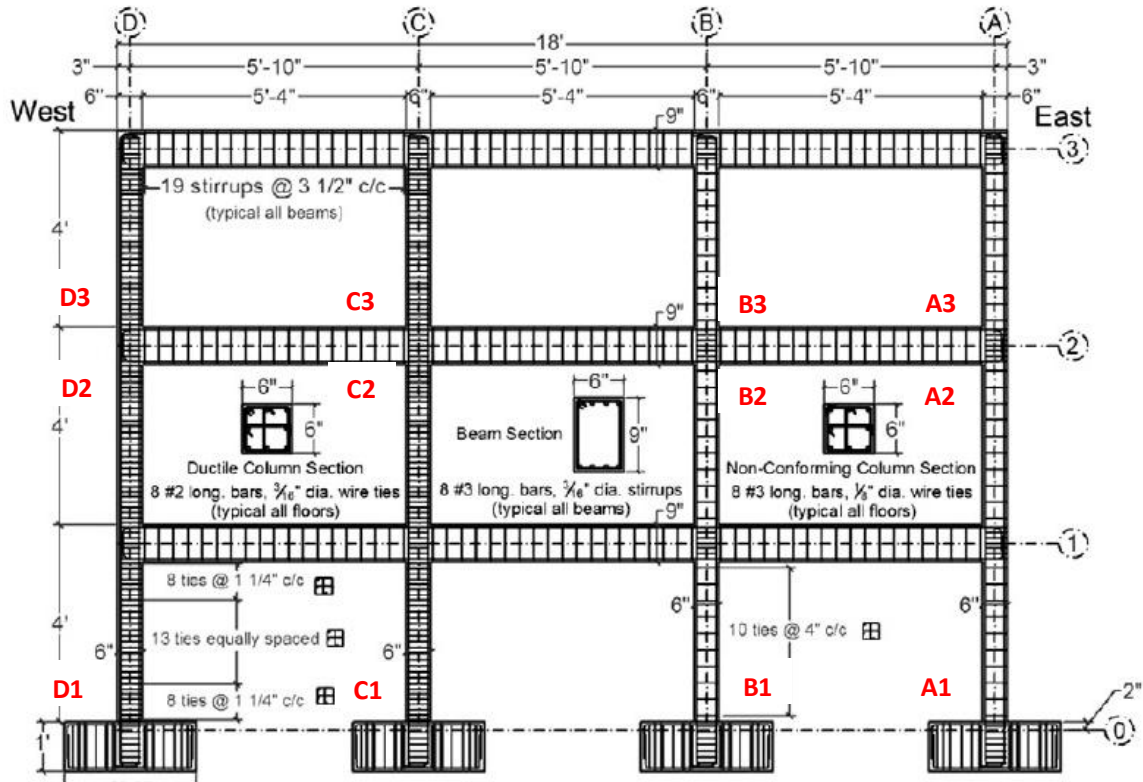 D C B A
18'
3" 5'-10" 5'-10" 5'-10" 3"
6" 5'-4" 6" 5'-4" 6" 5'-4" 6"
West East
9"
3
19 stirrups @ 3 1/2" c/c
(typical all beams)
4'
D3 C3 B3 A3
9"
2
D2 C2 B2 A2
4'
6" 6" 6"
6" Beam Section 9" 6"
Ductile Column Section Non-Conforming Column Section
8 #2 long. bars, 3/16" dia. wire ties 8 #3 long. bars, 3/16" dia. stirrups 8 #3 long. bars, 1/8" dia. wire ties
(typical all floors) (typical all beams) (typical all floors)
9"
1
8 ties @ 1 1/4" c/c
4'
6" 6"
13 ties equally spaced 10 ties @ 4" c/c
6" 6"
D1 C1 B1 A1
8 ties @ 1 1/4" c/c
2"
0
1'